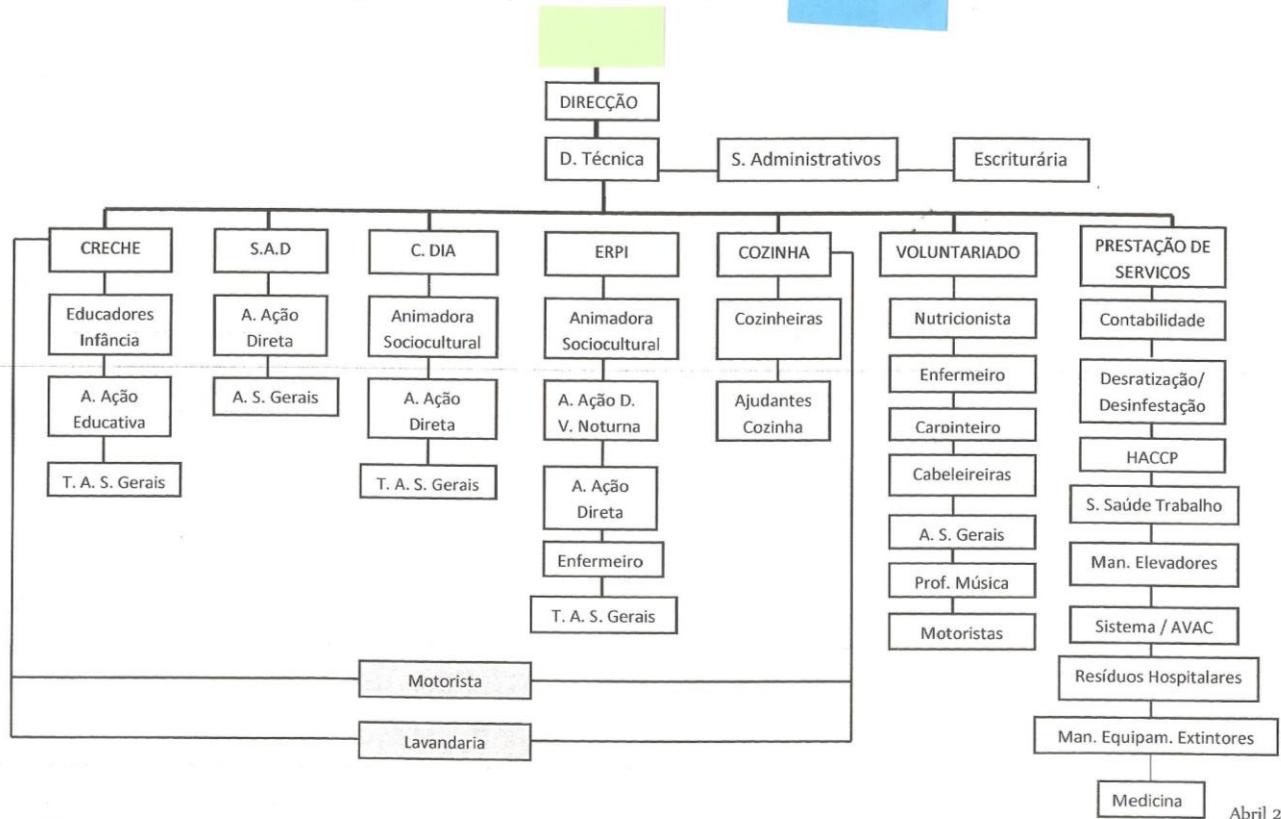 DIRECÇÃO
D. Técnica
S. Administrativos
Escriturária
CRECHE
Educadores
Infância
A. Ação
Educativa
T. A. S. Gerais
S.A.D
A. Ação
Direta
A. S. Gerais
C. DIA
Animadora
Sociocultural
A. Ação
Direta
T. A. S. Gerais
ERPI
Animadora
Sociocultural
A. Ação D.
V. Noturna
A. Ação
Direta
Enfermeiro
T. A. S. Gerais
COZINHA
Cozinheiras
Ajudantes
Cozinha
VOLUNTARIADO
Nutricionista
Enfermeiro
Carpinteiro
Cabeleireiras
A. S. Gerais
Prof. Música
Motoristas
PRESTAÇÃO DE
SERVICOS
Contabilidade
Desratização/
Desinfestação
HACCP
S. Saúde Trabalho
Man. Elevadores
Sistema / AVAC
Resíduos Hospitalares
Man. Equipam. Extintores
Medicina
Motorista
Lavandaria
Abril 2